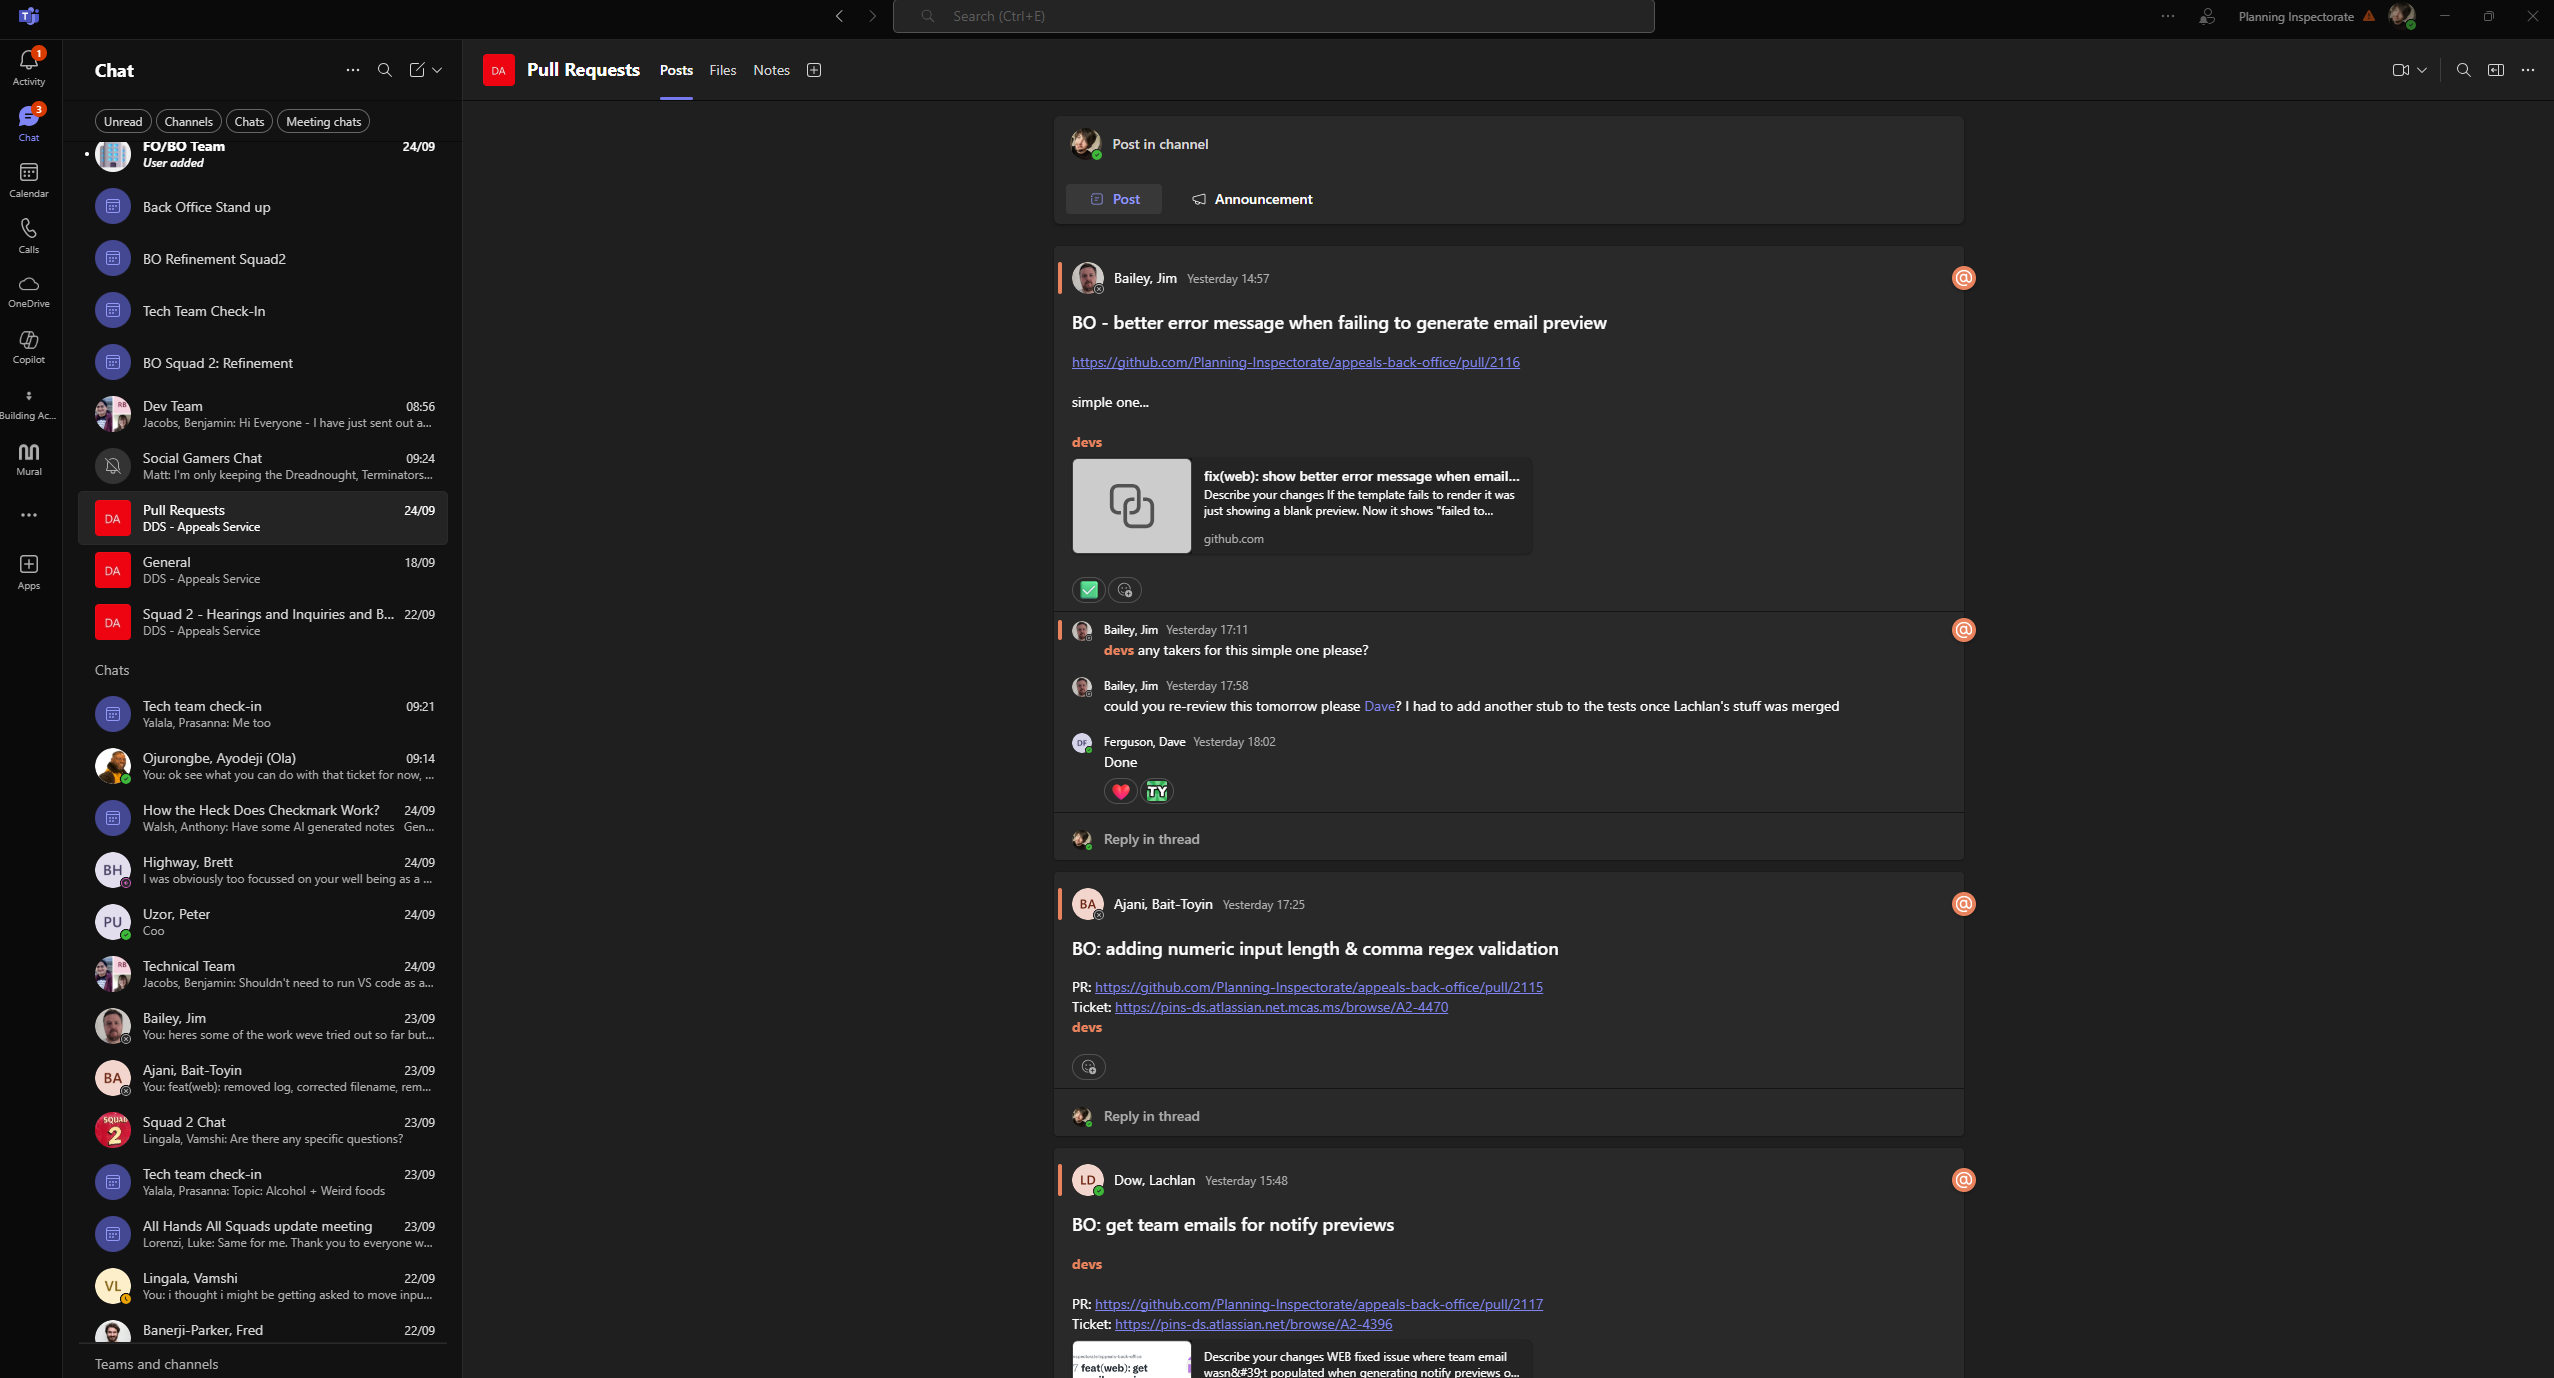 Search (Ctrl+E)
Planning Inspectorate
1
Activity
3
Chat
Calendar
Calls
OneDrive
Copilot
Building Ac...
Mural
Apps
Chat
Unread
Channels
Chats
Meeting chats
FO/BO Team 24/09
User added
Back Office Stand up
BO Refinement Squad2
Tech Team Check-In
BO Squad 2: Refinement
Dev Team 08:56
Jacobs, Benjamin: Hi Everyone - I have just sent out a...
Social Gamers Chat 09:24
Matt: I'm only keeping the Dreadnought, Terminators...
DA
Pull Requests 24/09
DDS - Appeals Service
DA
General 18/09
DDS - Appeals Service
DA
Squad 2 - Hearings and Inquiries and B... 22/09
DDS - Appeals Service
Chats
Tech team check-in 09:21
Yalala, Prasanna: Me too
Ojurongbe, Ayodeji (Ola) 09:14
You: ok see what you can do with that ticket for now, ...
How the Heck Does Checkmark Work? 24/09
Walsh, Anthony: Have some AI generated notes Gen...
BH
Highway, Brett 24/09
I was obviously too focussed on your well being as a ...
PU
Uzor, Peter 24/09
Coo
Technical Team 24/09
Jacobs, Benjamin: Shouldn't need to run VS code as a...
Bailey, Jim 23/09
You: heres some of the work weve tried out so far but...
BA
Ajani, Bait-Toyin 23/09
You: feat(web): removed log, corrected filename, rem...
SQUAD 2
Squad 2 Chat 23/09
Lingala, Vamshi: Are there any specific questions?
Tech team check-in 23/09
Yalala, Prasanna: Topic: Alcohol + Weird foods
All Hands All Squads update meeting 23/09
Lorenzi, Luke: Same for me. Thank you to everyone w...
VL
Lingala, Vamshi 22/09
You: i thought i might be getting asked to move inpu...
Banerji-Parker, Fred 22/09
Teams and channels
DA
Pull Requests
Posts
Files
Notes
Post in channel
Post
Announcement
Bailey, Jim Yesterday 14:57
BO - better error message when failing to generate email preview
https://github.com/Planning-Inspectorate/appeals-back-office/pull/2116
simple one...
devs
fix(web): show better error message when email...
Describe your changes If the template fails to render it was
just showing a blank preview. Now it shows "failed to...
github.com
Bailey, Jim Yesterday 17:11
devs any takers for this simple one please?
Bailey, Jim Yesterday 17:58
could you re-review this tomorrow please Dave? I had to add another stub to the tests once Lachlan's stuff was merged
DF
Ferguson, Dave Yesterday 18:02
Done
TY
Reply in thread
BA
Ajani, Bait-Toyin Yesterday 17:25
BO: adding numeric input length & comma regex validation
PR: https://github.com/Planning-Inspectorate/appeals-back-office/pull/2115
Ticket: https://pins-ds.atlassian.net.mcas.ms/browse/A2-4470
devs
Reply in thread
LD
Dow, Lachlan Yesterday 15:48
BO: get team emails for notify previews
devs
PR: https://github.com/Planning-Inspectorate/appeals-back-office/pull/2117
Ticket: https://pins-ds.atlassian.net/browse/A2-4396
feat(web): get
Describe your changes WEB fixed issue where team email
wasn&#39;t populated when generating notify previews o...